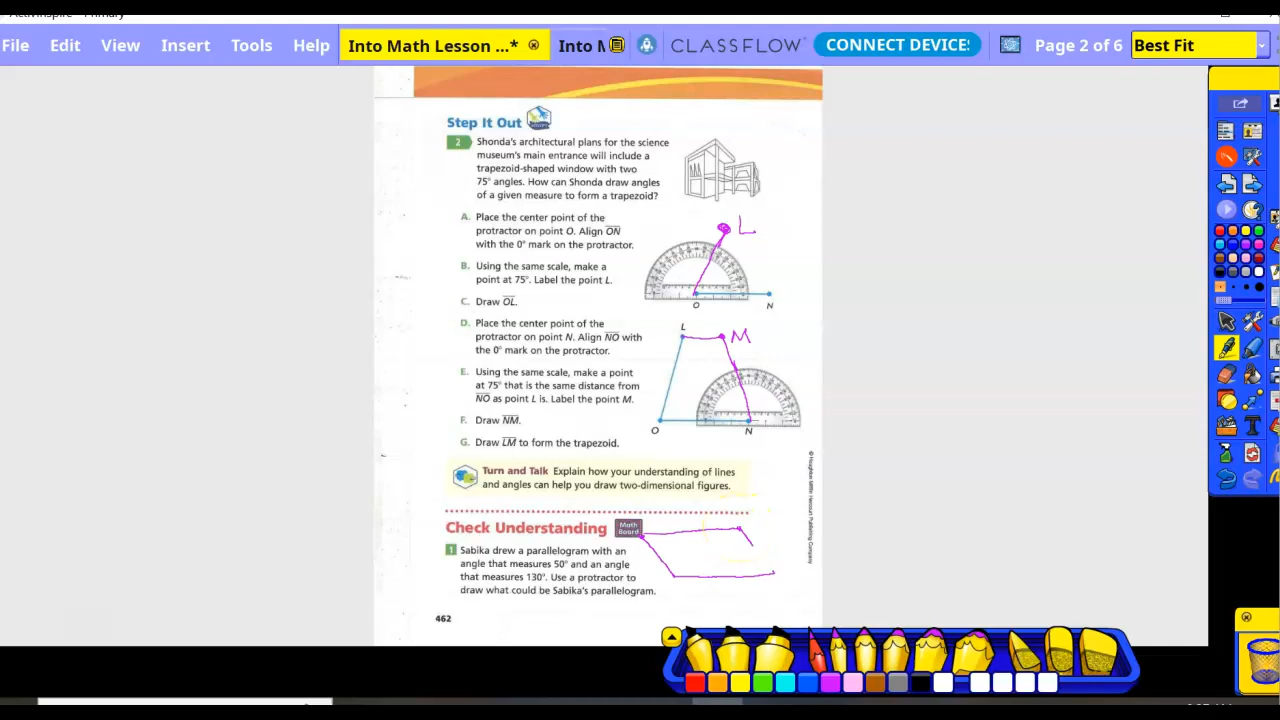 File Edit View Insert Tools Help Into Math Lesson ...* Into M CLASSFLOW CONNECT DEVICES Page 2 of 6 Best Fit
Step It Out
2 Shonda's architectural plans for the science
museum's main entrance will include a
trapezoid-shaped window with two
75° angles. How can Shonda draw angles
of a given measure to form a trapezoid?
A. Place the center point of the
protractor on point O. Align ON
with the 0° mark on the protractor.
B. Using the same scale, make a
point at 75°. Label the point L.
C. Draw OL.
L
O N
D. Place the center point of the
protractor on point N. Align NO with
the 0° mark on the protractor.
E. Using the same scale, make a point
at 75° that is the same distance from
NO as point L is. Label the point M.
F. Draw NM.
G. Draw LM to form the trapezoid.
L M
O N
Turn and Talk Explain how your understanding of lines
and angles can help you draw two-dimensional figures.
Check Understanding Math Board
1 Sabika drew a parallelogram with an
angle that measures 50° and an angle
that measures 130°. Use a protractor to
draw what could be Sabika's parallelogram.
462
© Houghton Mifflin Harcourt Publishing Company